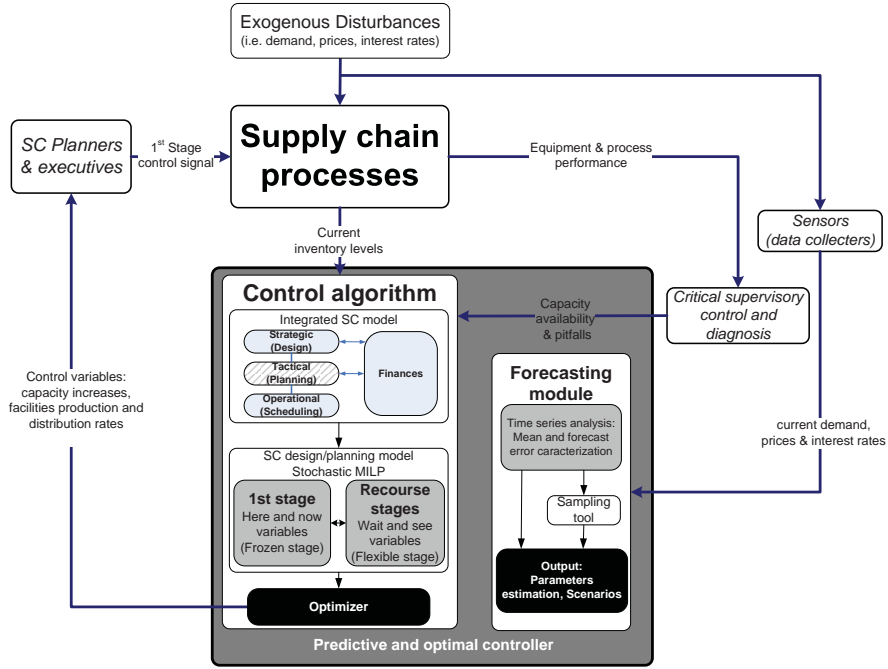 Exogenous Disturbances
(i.e. demand, prices, interest rates)
SC Planners
& executives
1st Stage
control signal
Supply chain
processes
Equipment & process
performance
Sensors
(data collecters)
Current
inventory levels
Control algorithm
Integrated SC model
Strategic
(Design)
Tactical
(Planning)
Operational
(Scheduling)
Finances
Capacity
availability
& pitfalls
Critical supervisory
control and
diagnosis
Control variables:
capacity increases,
facilities production and
distribution rates
Forecasting
module
Time series analysis:
Mean and forecast
error caracterization
Sampling
tool
Output:
Parameters
estimation, Scenarios
current demand,
prices & interest rates
SC design/planning model
Stochastic MILP
1st stage
Here and now
variables
(Frozen stage)
Recourse
stages
Wait and see
variables
(Flexible stage)
Optimizer
Predictive and optimal controller